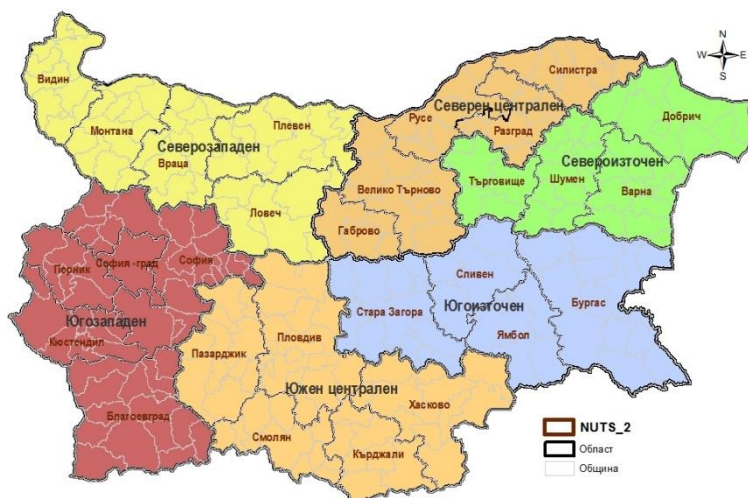 N
W E
S
Видин
Монтана
Враца
Плевен
Северозападен
Ловеч
Русе
Силистра
Северен централен
Разград
Велико Търново
Габрово
Добрич
Североизточен
Търговище
Шумен
Варна
Перник
София -град
София
Югозападен
Кюстендил
Благоевград
Стара Загора
Сливен
Югоизточен
Ямбол
Бургас
Пазарджик
Пловдив
Южен централен
Хасково
Смолян
Кърджали
NUTS_2
Област
Община